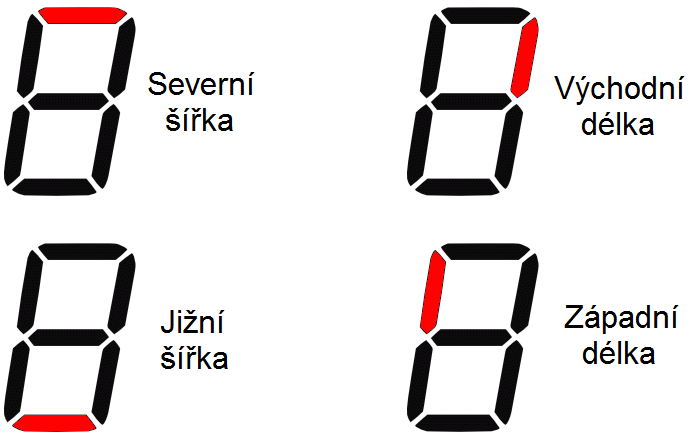 Severní
šířka
Východní
délka
Jižní
šířka
Západní
délka